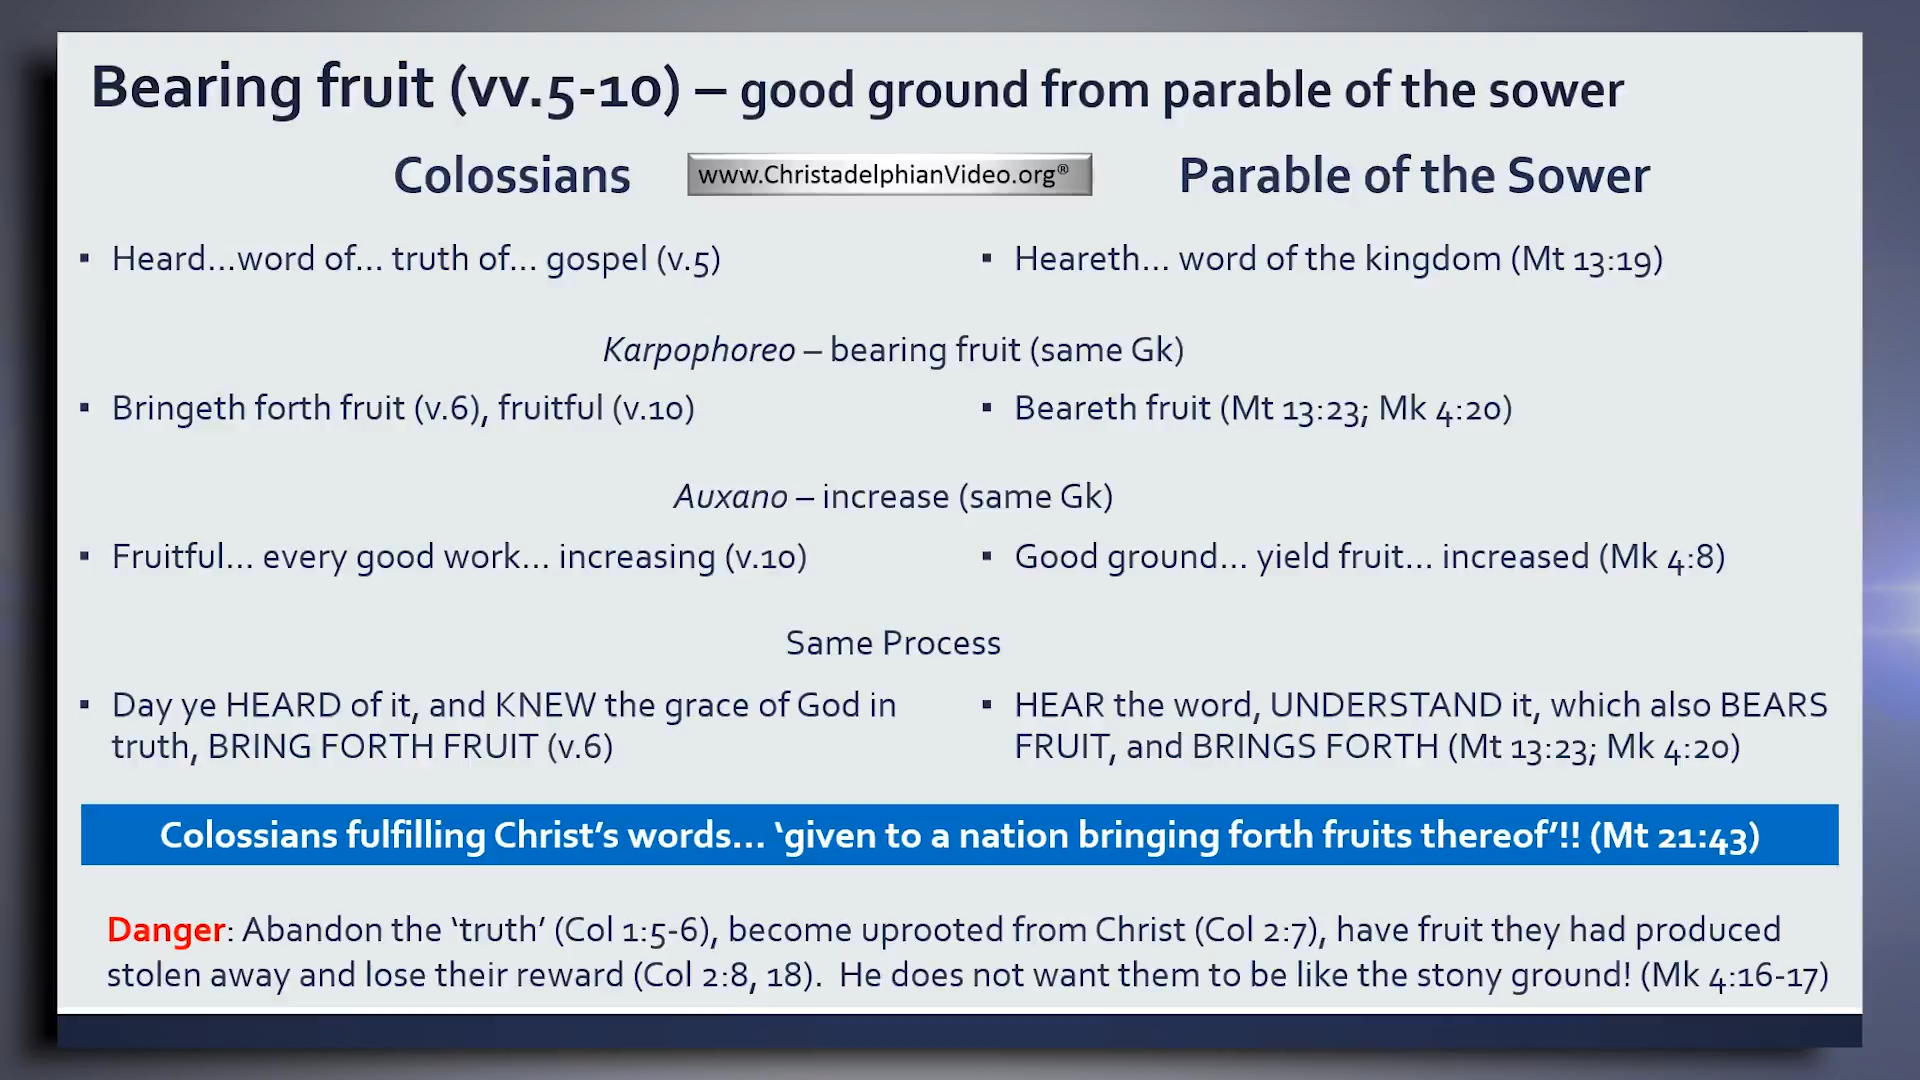 Bearing fruit (vv.5-10) – good ground from parable of the sower
Colossians
www.ChristadelphianVideo.org®
Parable of the Sower
▪ Heard...word of... truth of... gospel (v.5)
▪ Heareth... word of the kingdom (Mt 13:19)
Karpophoreo – bearing fruit (same Gk)
▪ Bringeth forth fruit (v.6), fruitful (v.10)
▪ Beareth fruit (Mt 13:23; Mk 4:20)
Auxano – increase (same Gk)
▪ Fruitful... every good work... increasing (v.10)
▪ Good ground... yield fruit... increased (Mk 4:8)
Same Process
▪ Day ye HEARD of it, and KNEW the grace of God in
truth, BRING FORTH FRUIT (v.6)
▪ HEAR the word, UNDERSTAND it, which also BEARS
FRUIT, and BRINGS FORTH (Mt 13:23; Mk 4:20)
Colossians fulfilling Christ’s words... ‘given to a nation bringing forth fruits thereof’!! (Mt 21:43)
Danger: Abandon the ‘truth’ (Col 1:5-6), become uprooted from Christ (Col 2:7), have fruit they had produced
stolen away and lose their reward (Col 2:8, 18). He does not want them to be like the stony ground! (Mk 4:16-17)